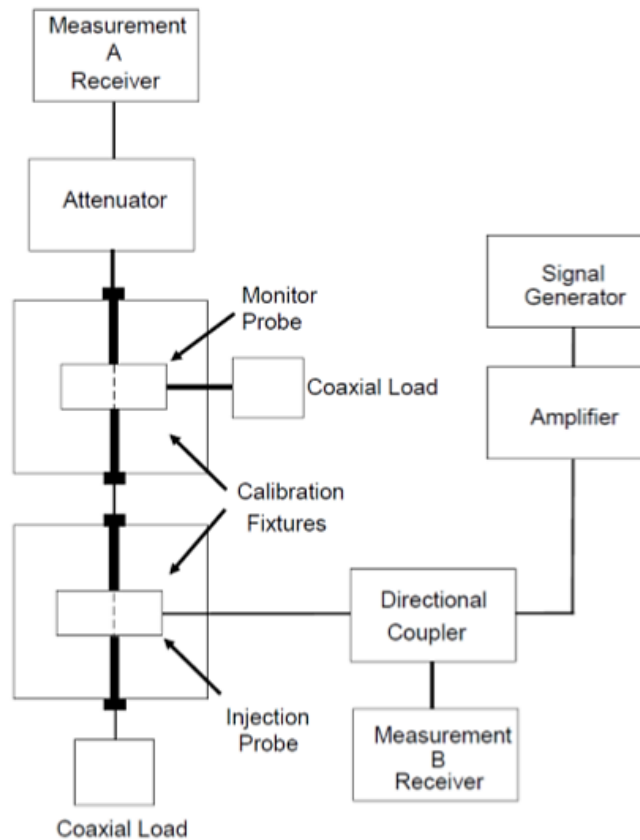 Measurement
A
Receiver
Attenuator
Signal
Generator
Monitor
Probe
Coaxial Load
Amplifier
Calibration
Fixtures
Directional
Coupler
Injection
Probe
Measurement
B
Receiver
Coaxial Load